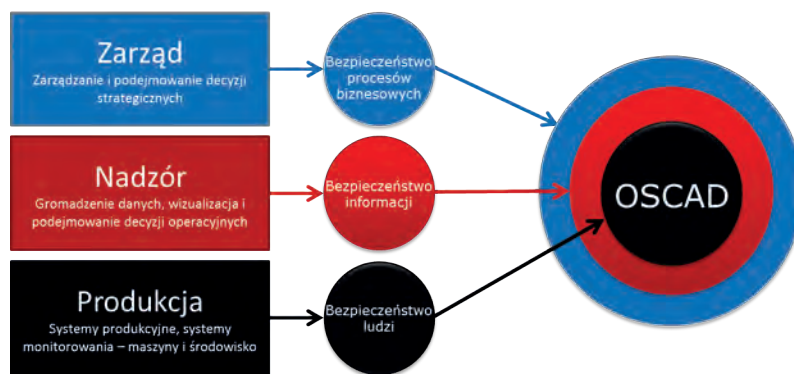 Zarząd
Zarządzanie i podejmowanie decyzji
strategicznych
Bezpieczeństwo
procesów
biznesowych
Nadzór
Gromadzenie danych, wizualizacja i
podejmowanie decyzji operacyjnych
Bezpieczeństwo
informacji
OSCAD
Produkcja
Systemy produkcyjne, systemy
monitorowania – maszyny i środowisko
Bezpieczeństwo
ludzi